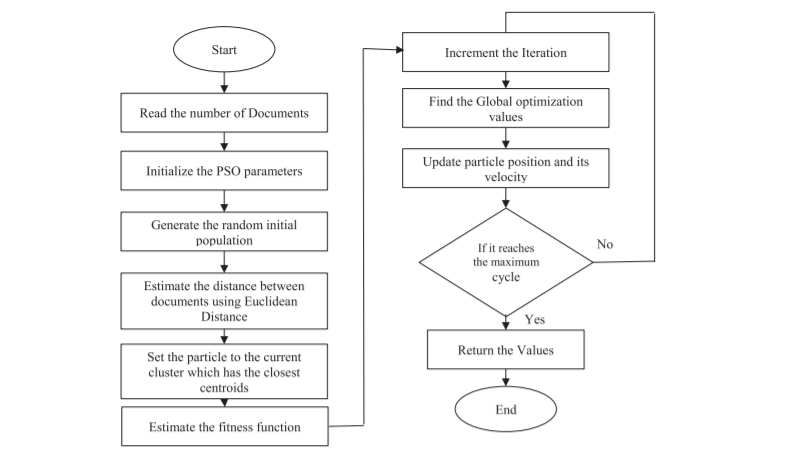 Start
Read the number of Documents
Initialize the PSO parameters
Generate the random initial
population
Estimate the distance between
documents using Euclidean
Distance
Set the particle to the current
cluster which has the closest
centroids
Estimate the fitness function
Increment the Iteration
Find the Global optimization
values
Update particle position and its
velocity
If it reaches
the maximum
cycle
No
Yes
Return the Values
End